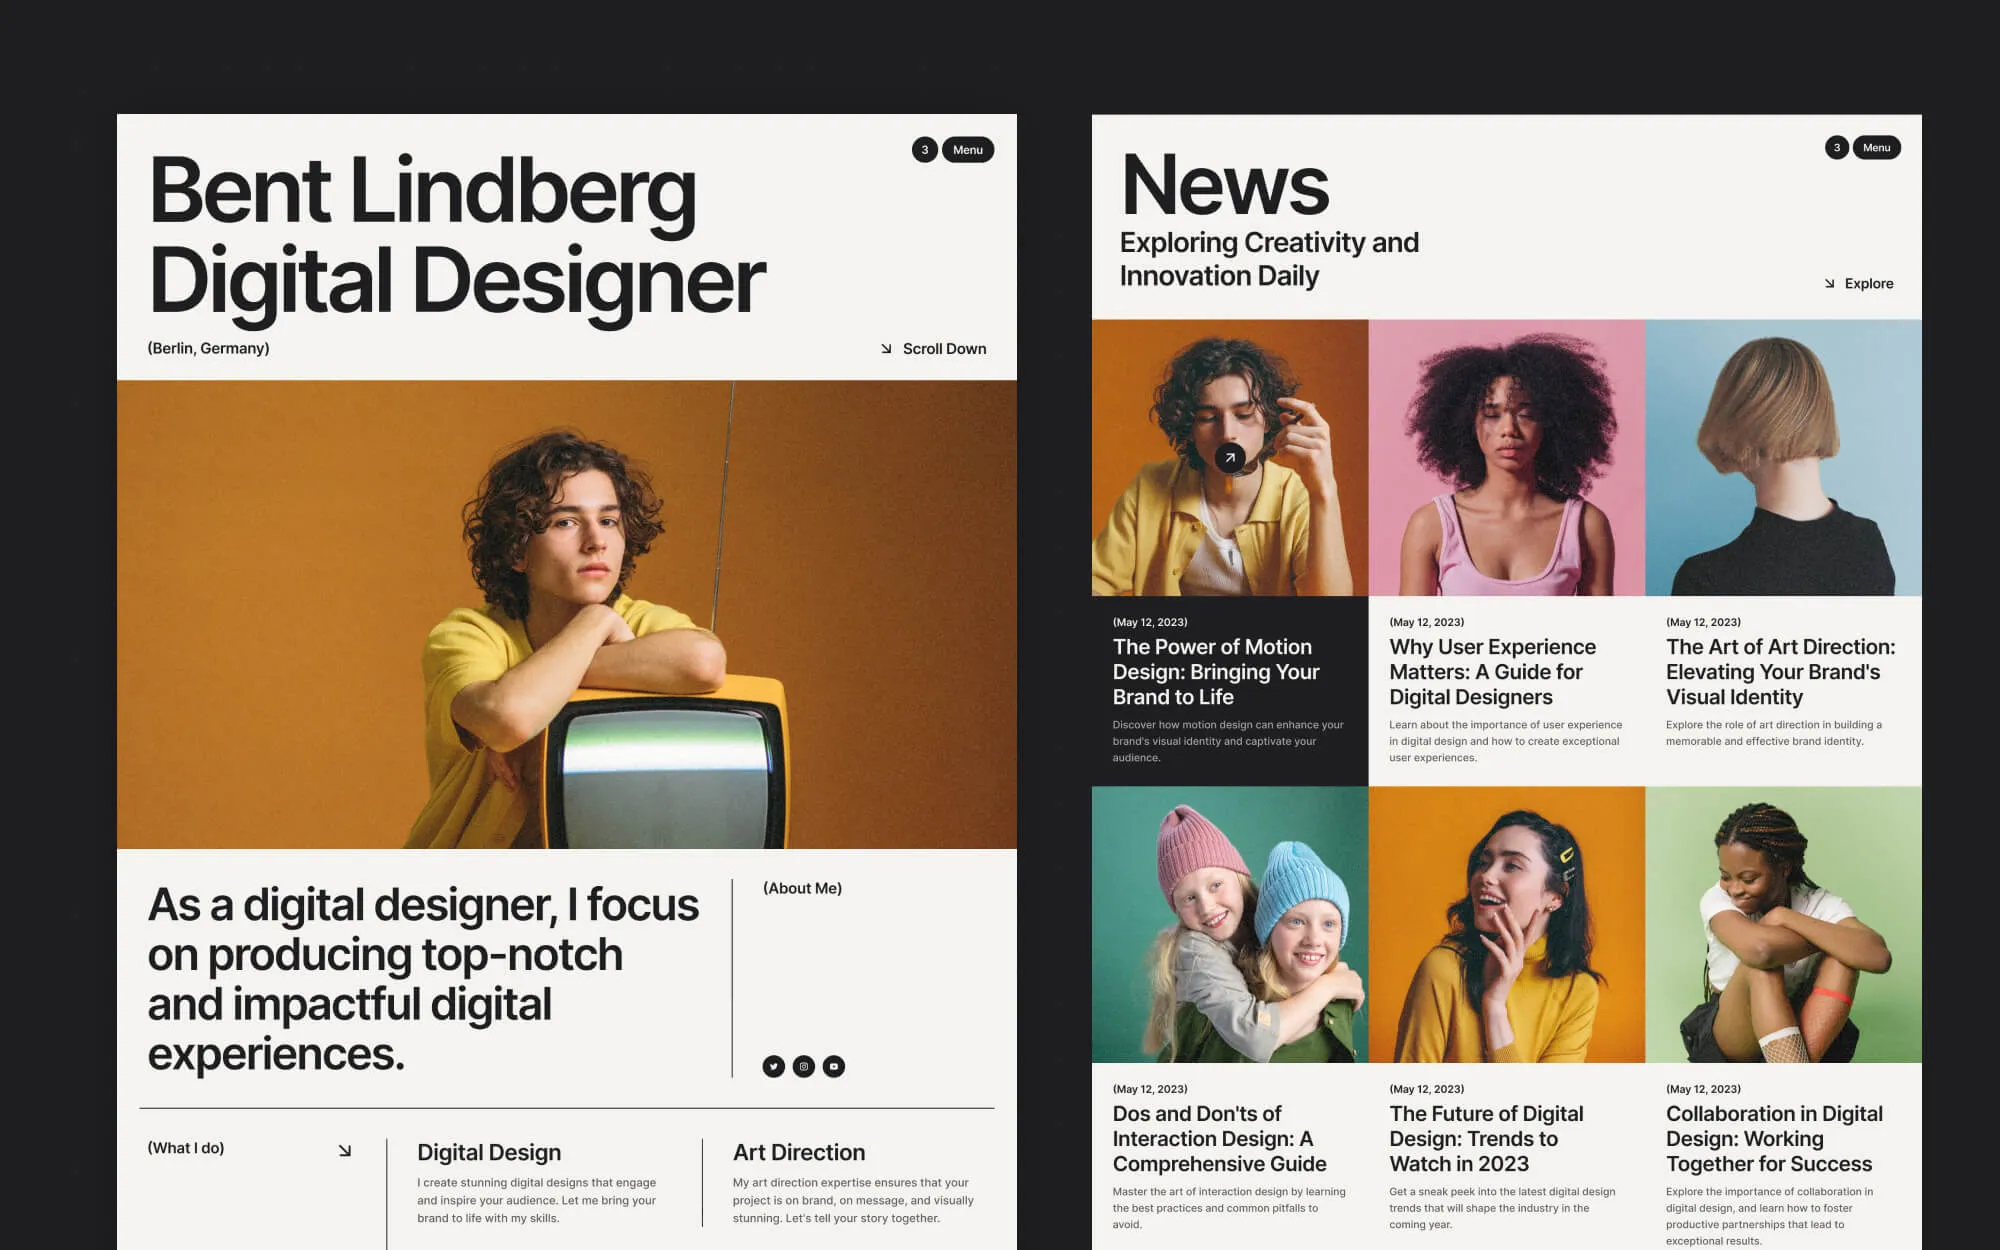 Bent Lindberg
Digital Designer
3
Menu
(Berlin, Germany)
Scroll Down
As a digital designer, I focus
on producing top-notch
and impactful digital
experiences.
(About Me)
(What I do)
Digital Design
I create stunning digital designs that engage
and inspire your audience. Let me bring your
brand to life with my skills.
Art Direction
My art direction expertise ensures that your
project is on brand, on message, and visually
stunning. Let's tell your story together.
News
3
Menu
Exploring Creativity and
Innovation Daily
Explore
(May 12, 2023)
The Power of Motion
Design: Bringing Your
Brand to Life
Discover how motion design can enhance your
brand's visual identity and captivate your
audience.
(May 12, 2023)
Why User Experience
Matters: A Guide for
Digital Designers
Learn about the importance of user experience
in digital design and how to create exceptional
user experiences.
(May 12, 2023)
The Art of Art Direction:
Elevating Your Brand's
Visual Identity
Explore the role of art direction in building a
memorable and effective brand identity.
(May 12, 2023)
Dos and Don'ts of
Interaction Design: A
Comprehensive Guide
Master the art of interaction design by learning
the best practices and common pitfalls to
avoid.
(May 12, 2023)
The Future of Digital
Design: Trends to
Watch in 2023
Get a sneak peek into the latest digital design
trends that will shape the industry in the
coming year.
(May 12, 2023)
Collaboration in Digital
Design: Working
Together for Success
Explore the importance of collaboration in
digital design, and learn how to foster
productive partnerships that lead to
exceptional results.